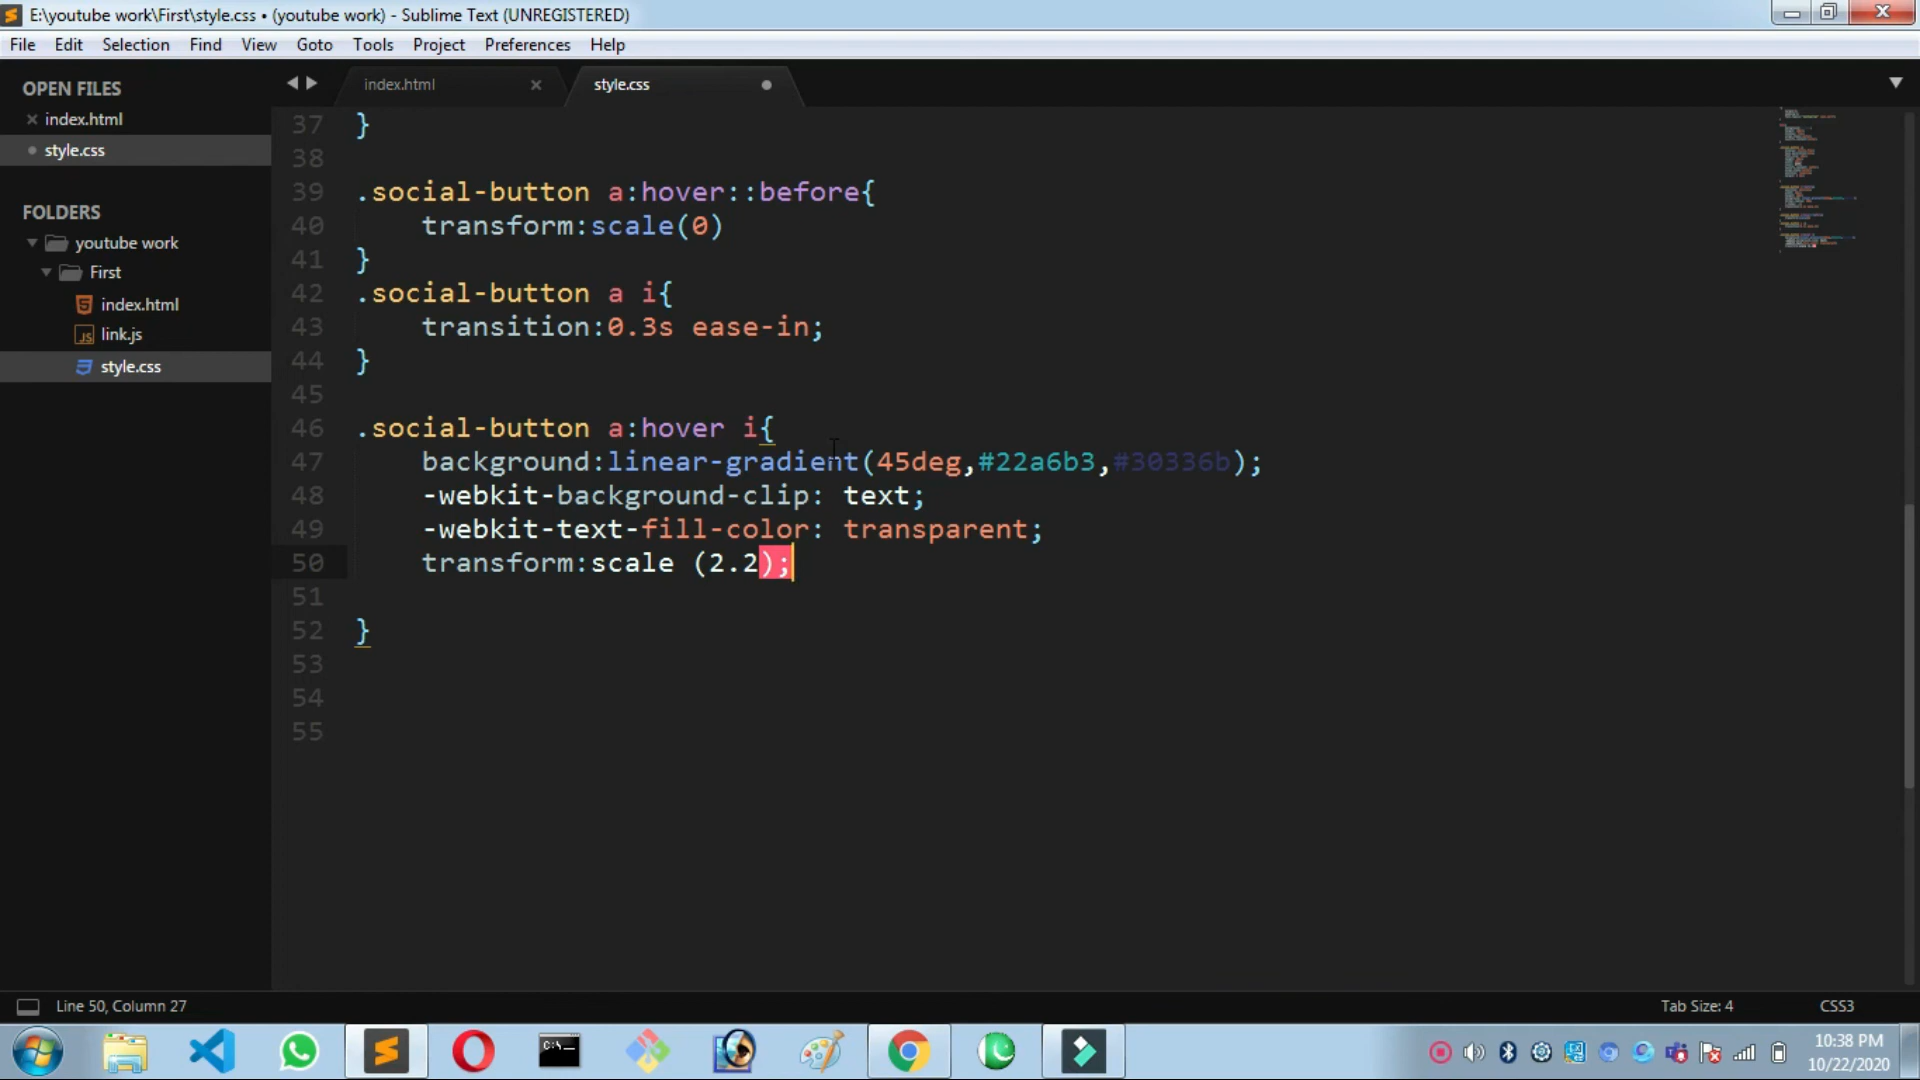 E:\youtube work\First\style.css • (youtube work) - Sublime Text (UNREGISTERED)
File Edit Selection Find View Goto Tools Project Preferences Help
OPEN FILES
index.html
style.css
FOLDERS
youtube work
First
index.html
link.js
style.css
index.html
style.css
37 }
38
39 .social-button a:hover::before{
40 transform:scale(0)
41 }
42 .social-button a i{
43 transition:0.3s ease-in;
44 }
45
46 .social-button a:hover i{
47 background:linear-gradient(45deg,#22a6b3,#30336b);
48 -webkit-background-clip: text;
49 -webkit-text-fill-color: transparent;
50 transform:scale (2.2);
51
52 }
53
54
55
Line 50, Column 27
Tab Size: 4
CSS3
10:38 PM
10/22/2020